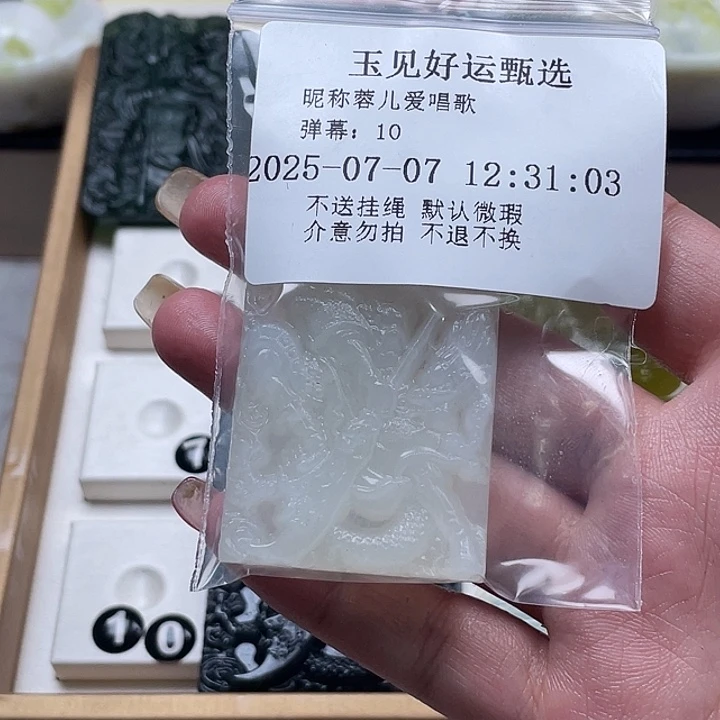 玉见好运甄选
昵称蓉儿爱唱歌
弹幕：10
2025-07-07 12:31:03
不送挂绳 默认微瑕
介意勿拍 不退不换
7
10